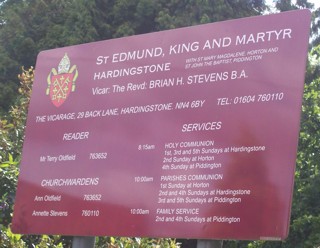 ST EDMUND, KING AND MARTYR
HARDINGSTONE
WITH ST MARY MAGDALENE, HORTON AND
ST JOHN THE BAPTIST PIDDINGTON
Vicar: The Revd: BRIAN H. STEVENS B.A.
THE VICARAGE, 29 BACK LANE, HARDINGSTONE. NN4 6BY TEL: 01604 760110
READER
Mr Terry Oldfield 763652
CHURCHWARDENS
Ann Oldfield 763652
Annette Stevens 760110
SERVICES
8:15am HOLY COMMUNION
1st, 3rd and 5th Sundays at Hardingstone
2nd Sunday at Horton
4th Sunday at Piddington
10:00am PARISHES COMMUNION
1st Sunday at Horton
2nd and 4th Sundays at Hardingstone
3rd and 5th Sundays at Piddington
10:00am FAMILY SERVICE
2nd and 4th Sundays at Piddington